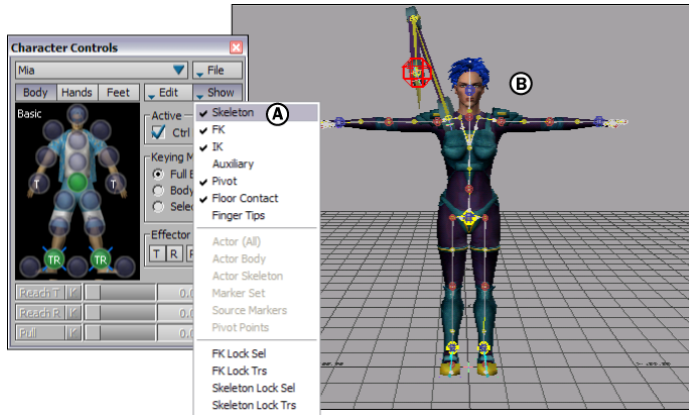 Character Controls
Mia
File
Body
Hands
Feet
Edit
Show
Basic
T
T
TR
TR
Active
Ctrl
Keying M
Full E
Body
Selec
Effector
T
R
Reach T
0.0
Reach R
0.0
Pull
0.0
Skeleton
FK
IK
Auxiliary
Pivot
Floor Contact
Finger Tips
Actor (All)
Actor Body
Actor Skeleton
Marker Set
Source Markers
Pivot Points
FK Lock Sel
FK Lock Trs
Skeleton Lock Sel
Skeleton Lock Trs
A
B